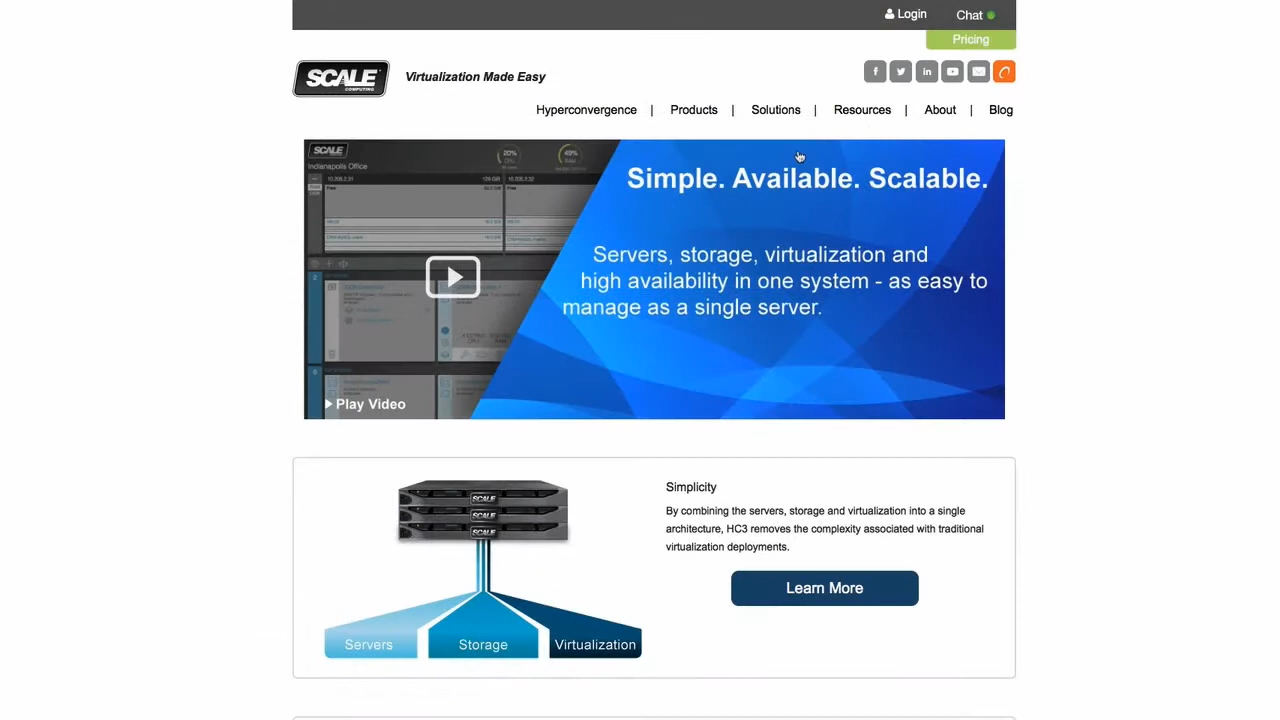 Login
Chat
Pricing
SCALE
COMPUTING
Virtualization Made Easy
Hyperconvergence | Products | Solutions | Resources | About | Blog
SCALE
Indianapolis Office
20%
49%
Simple. Available. Scalable.
Servers, storage, virtualization and
high availability in one system - as easy to
manage as a single server.
Play Video
SCALE
SCALE
SCALE
Servers
Storage
Virtualization
Simplicity
By combining the servers, storage and virtualization into a single
architecture, HC3 removes the complexity associated with traditional
virtualization deployments.
Learn More